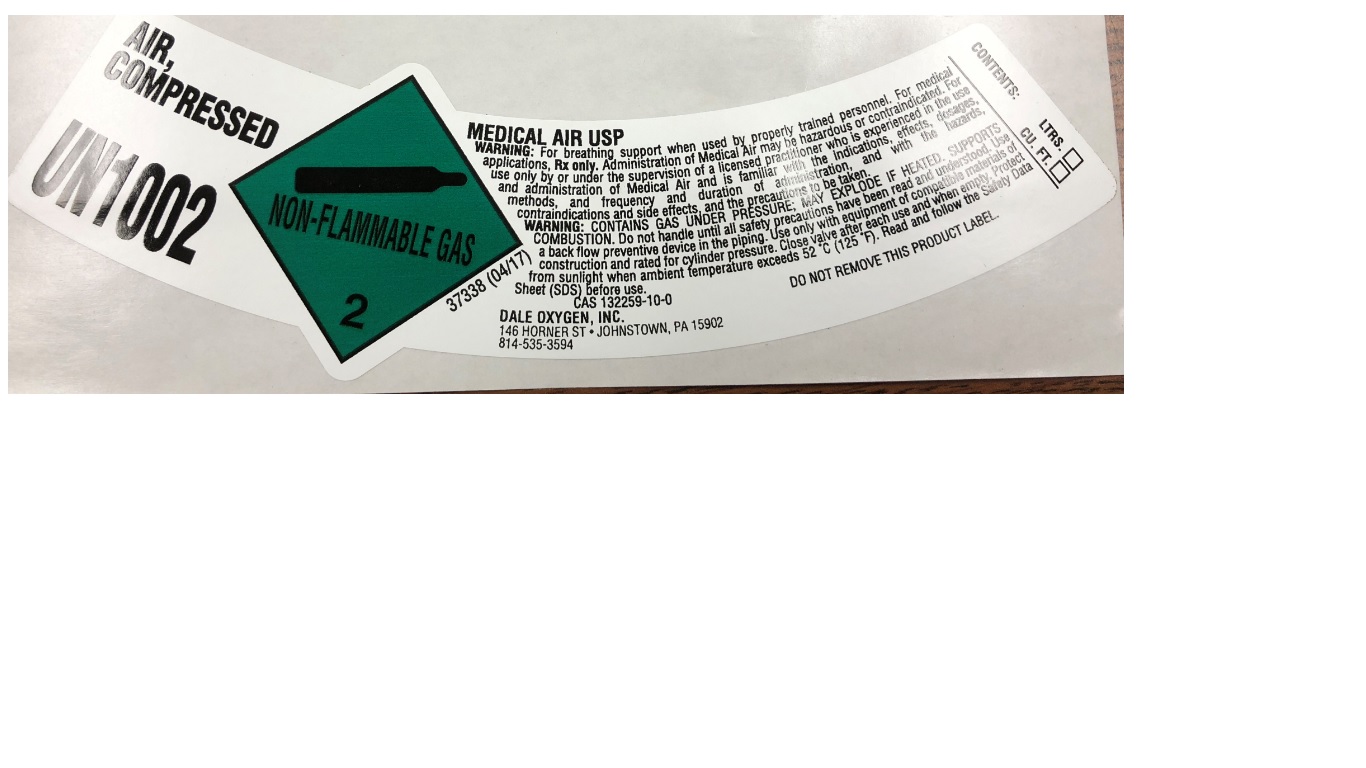 AIR,
COMPRESSED
UN1002
NON-FLAMMABLE GAS
2
37338 (04/17)
MEDICAL AIR USP
WARNING: For breathing support when used by properly trained personnel. For medical
applications, Rx only. Administration of Medical Air may be hazardous or contraindicated. For
use only by or under the supervision of a licensed practitioner who is experienced in the use
and administration of Medical Air and is familiar with the indications, effects, dosages,
methods, and frequency and duration of administration, and with the hazards,
contraindications and side effects, and the precautions to be taken.
WARNING: CONTAINS GAS UNDER PRESSURE; MAY EXPLODE IF HEATED. SUPPORTS
COMBUSTION. Do not handle until all safety precautions have been read and understood. Use
a back flow preventive device in the piping. Use only with equipment of compatible materials of
construction and rated for cylinder pressure. Close valve after each use and when empty. Protect
from sunlight when ambient temperature exceeds 52 °C (125 °F). Read and follow the Safety Data
Sheet (SDS) before use.
CAS 132259-10-0
DO NOT REMOVE THIS PRODUCT LABEL.
DALE OXYGEN, INC.
146 HORNER ST • JOHNSTOWN, PA 15902
814-535-3594
CONTENTS:
LTRS.
CU. FT.